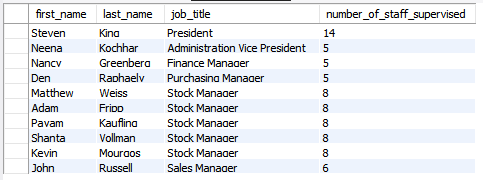 first_name last_name job_title number_of_staff_supervised
Steven King President 14
Neena Kochhar Administration Vice President 5
Nancy Greenberg Finance Manager 5
Den Raphaely Purchasing Manager 5
Matthew Weiss Stock Manager 8
Adam Fripp Stock Manager 8
Payam Kaufling Stock Manager 8
Shanta Vollman Stock Manager 8
Kevin Mourgos Stock Manager 8
John Russell Sales Manager 6